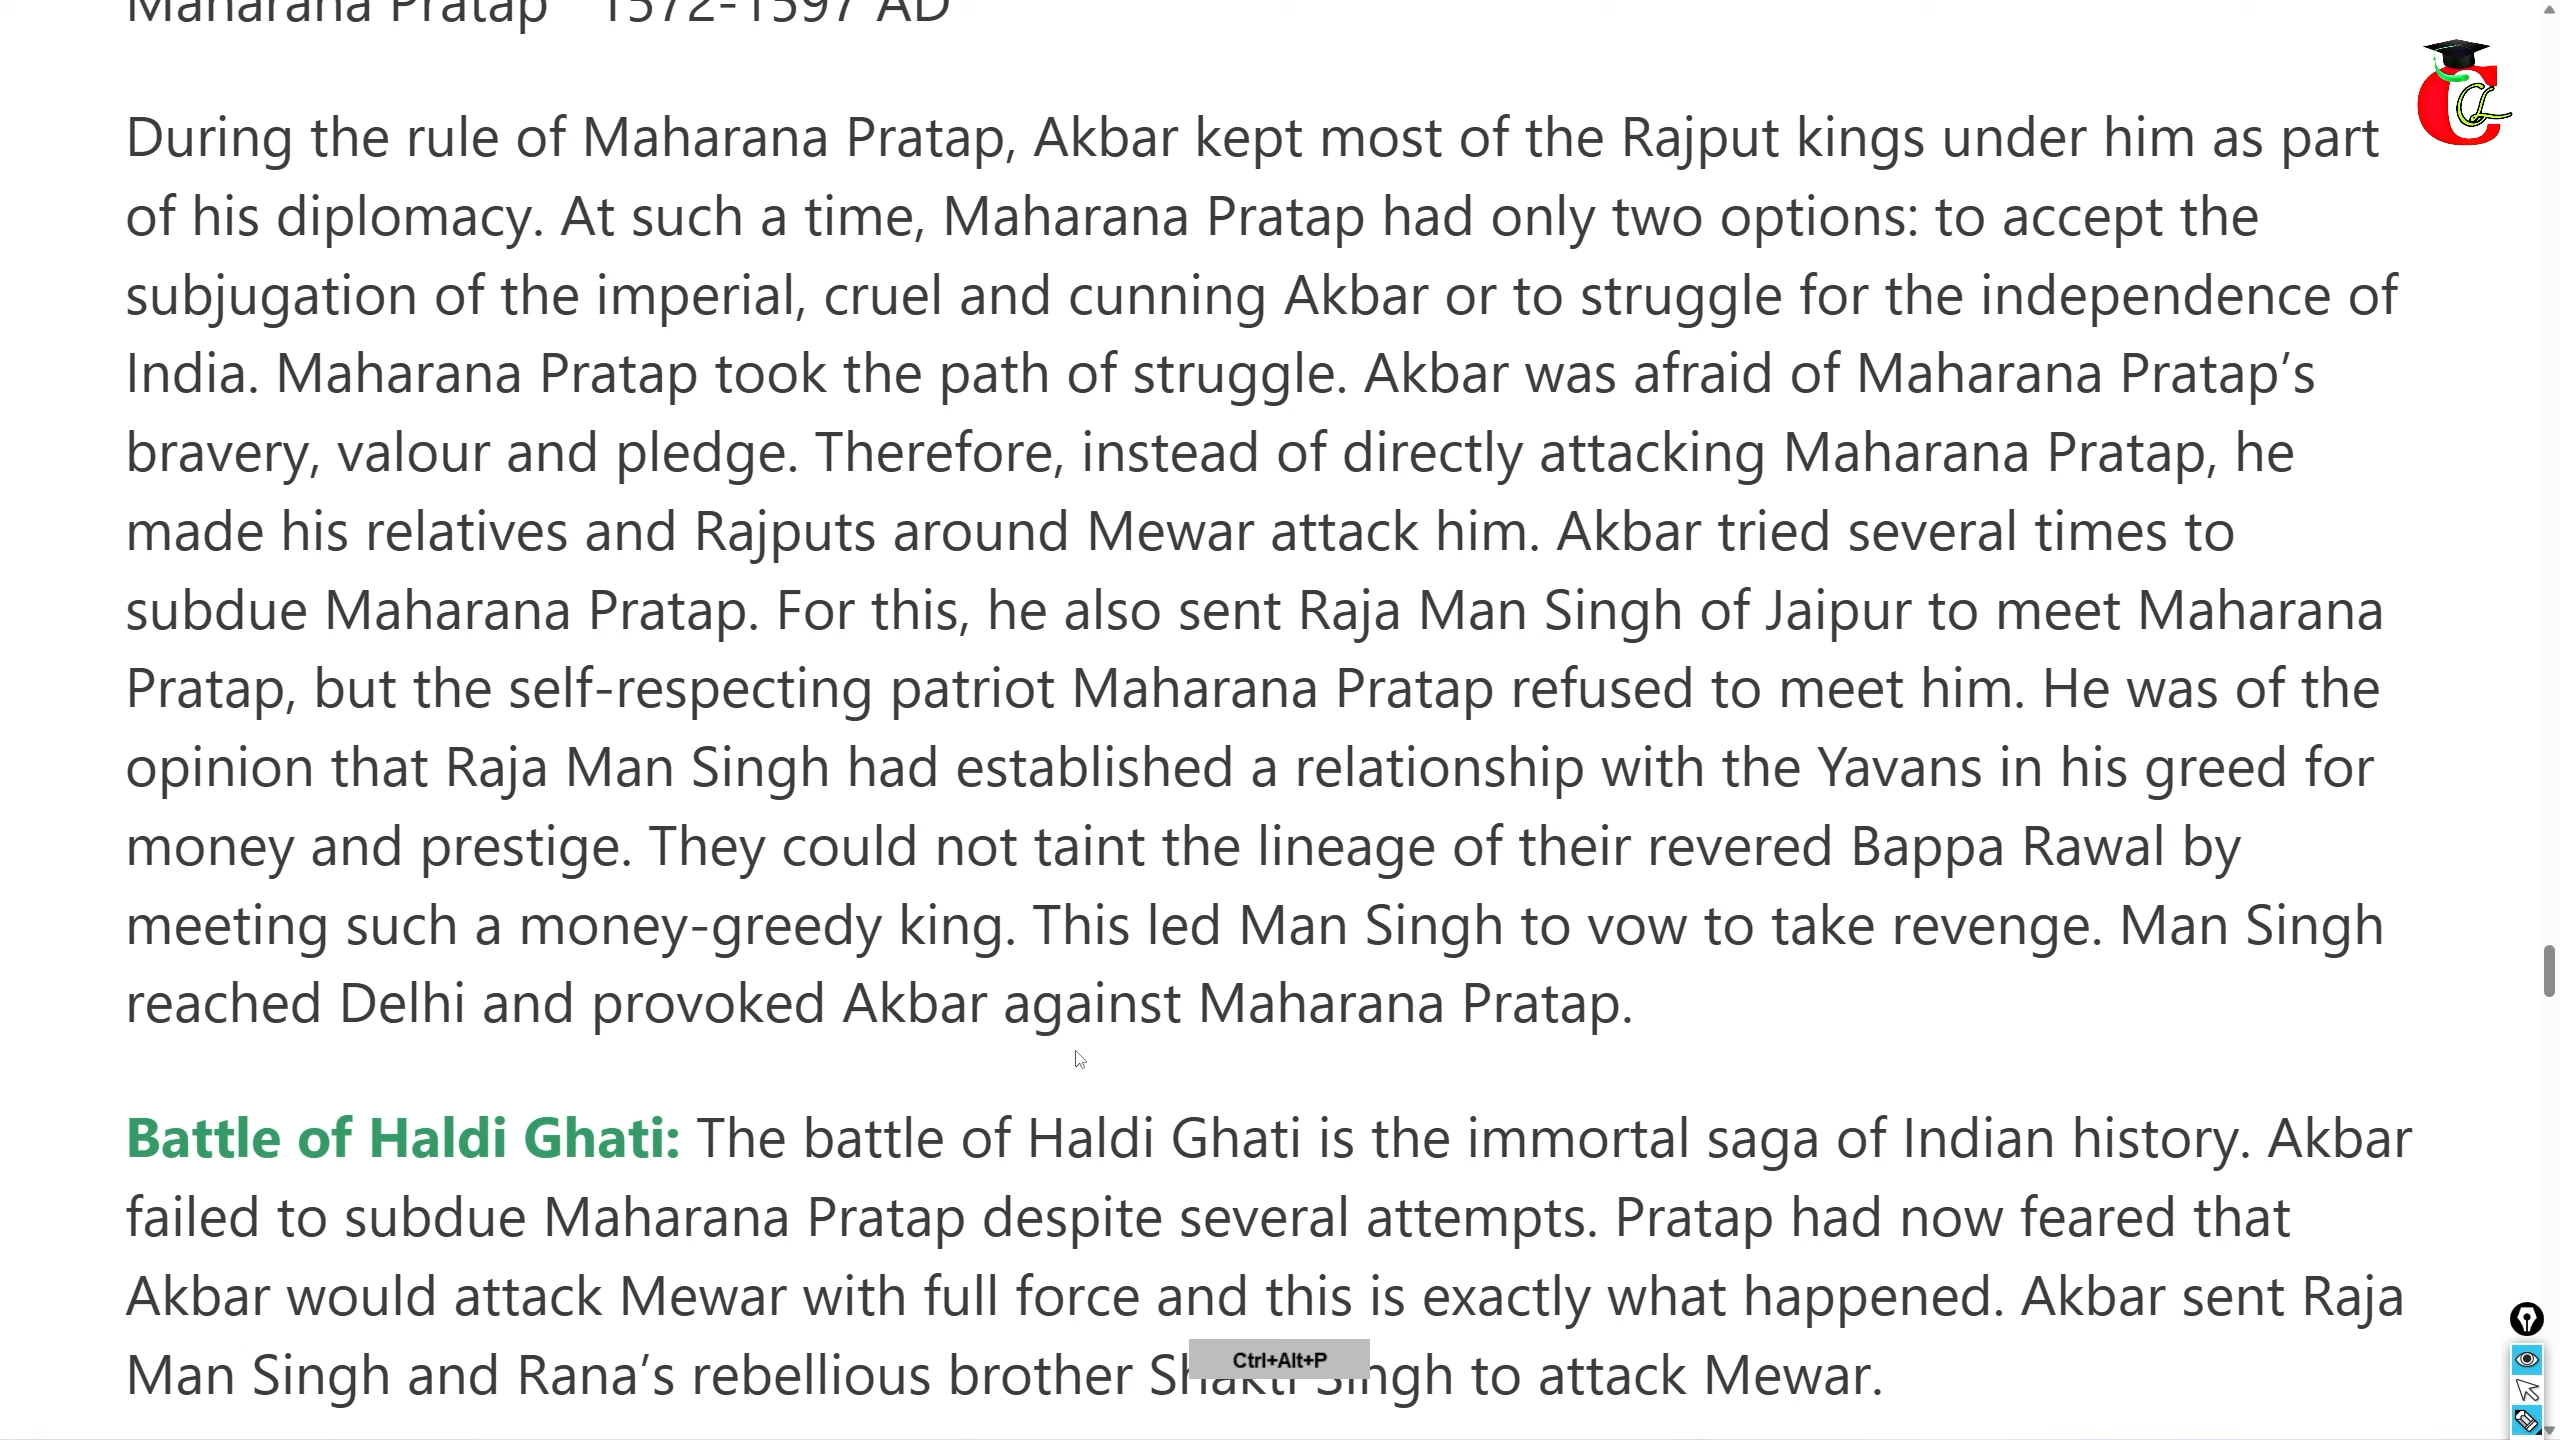 Maharana Pratap 1572-1597 AD
During the rule of Maharana Pratap, Akbar kept most of the Rajput kings under him as part
of his diplomacy. At such a time, Maharana Pratap had only two options: to accept the
subjugation of the imperial, cruel and cunning Akbar or to struggle for the independence of
India. Maharana Pratap took the path of struggle. Akbar was afraid of Maharana Pratap’s
bravery, valour and pledge. Therefore, instead of directly attacking Maharana Pratap, he
made his relatives and Rajputs around Mewar attack him. Akbar tried several times to
subdue Maharana Pratap. For this, he also sent Raja Man Singh of Jaipur to meet Maharana
Pratap, but the self-respecting patriot Maharana Pratap refused to meet him. He was of the
opinion that Raja Man Singh had established a relationship with the Yavans in his greed for
money and prestige. They could not taint the lineage of their revered Bappa Rawal by
meeting such a money-greedy king. This led Man Singh to vow to take revenge. Man Singh
reached Delhi and provoked Akbar against Maharana Pratap.
Battle of Haldi Ghati: The battle of Haldi Ghati is the immortal saga of Indian history. Akbar
failed to subdue Maharana Pratap despite several attempts. Pratap had now feared that
Akbar would attack Mewar with full force and this is exactly what happened. Akbar sent Raja
Man Singh and Rana’s rebellious brother Shakti Singh to attack Mewar.
Ctrl+Alt+P